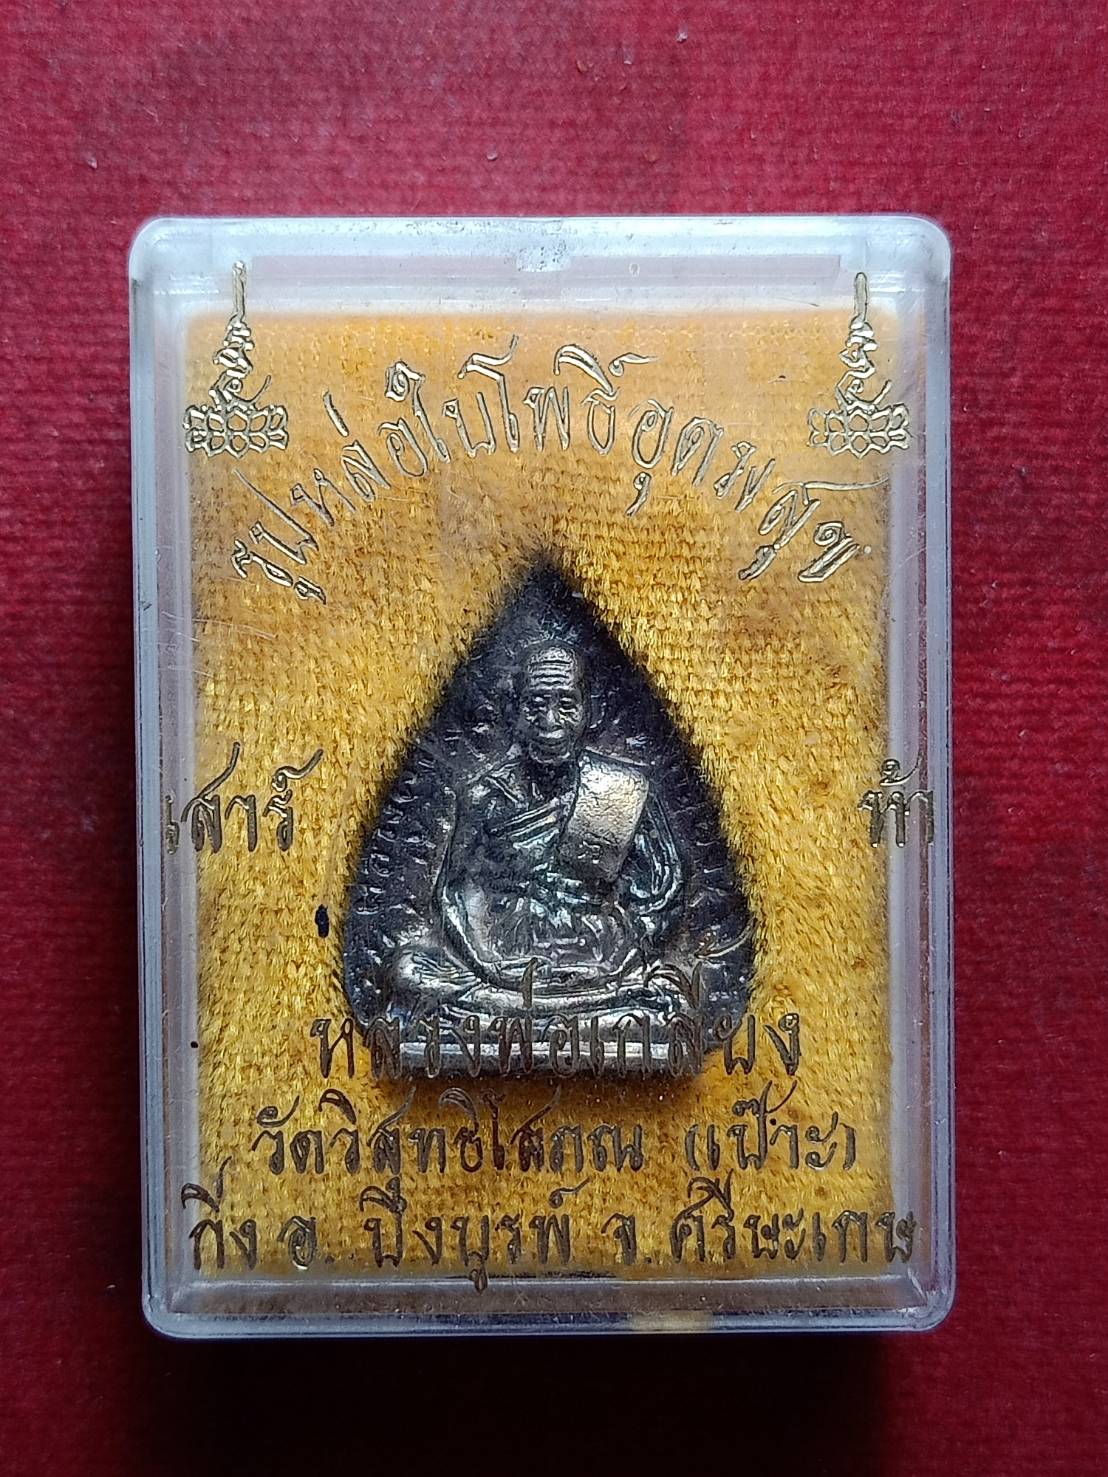 รูปหล่อใบโพธิ์อุดมสุข
เสาร์ ห้า
หลวงพ่อเกลี้ยง
วัดวิสุทธิโสภณ (เป๊าะ)
กิ่ง อ. บึงบูรพ์ จ. ศรีษะเกษ